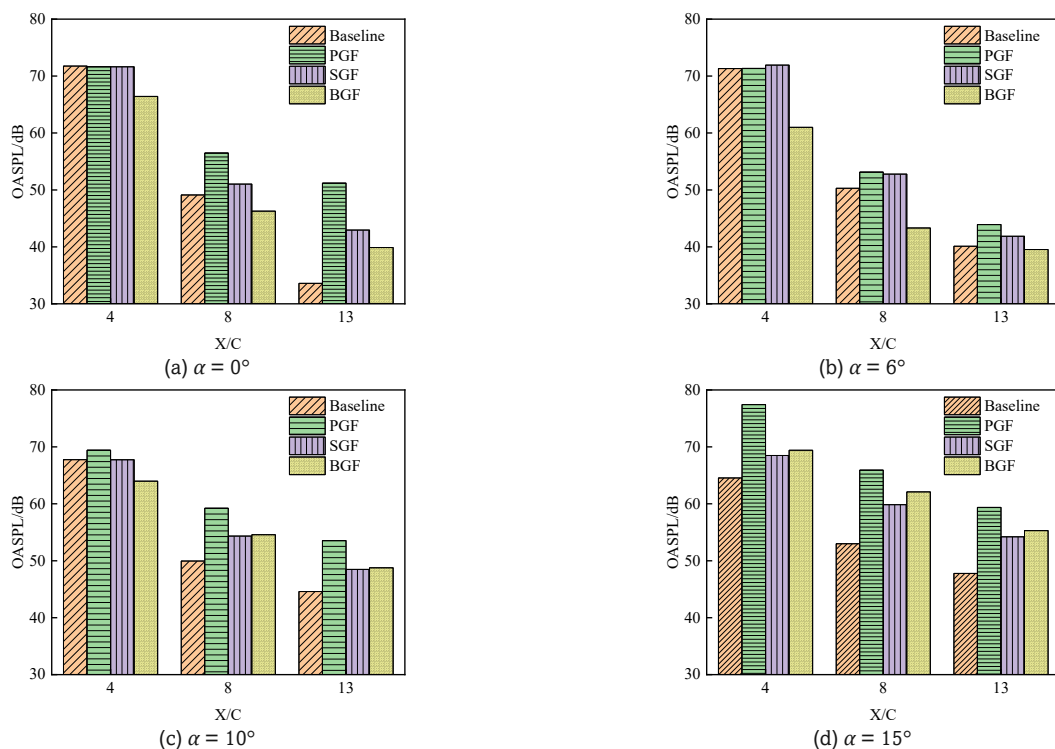 80
70
60
50
40
30
OASPL/dB
Baseline
PGF
SGF
BGF
4 8 13
X/C
(a) α = 0°
80
70
60
50
40
30
OASPL/dB
Baseline
PGF
SGF
BGF
4 8 13
X/C
(b) α = 6°
80
70
60
50
40
30
OASPL/dB
Baseline
PGF
SGF
BGF
4 8 13
X/C
(c) α = 10°
80
70
60
50
40
30
OASPL/dB
Baseline
PGF
SGF
BGF
4 8 13
X/C
(d) α = 15°